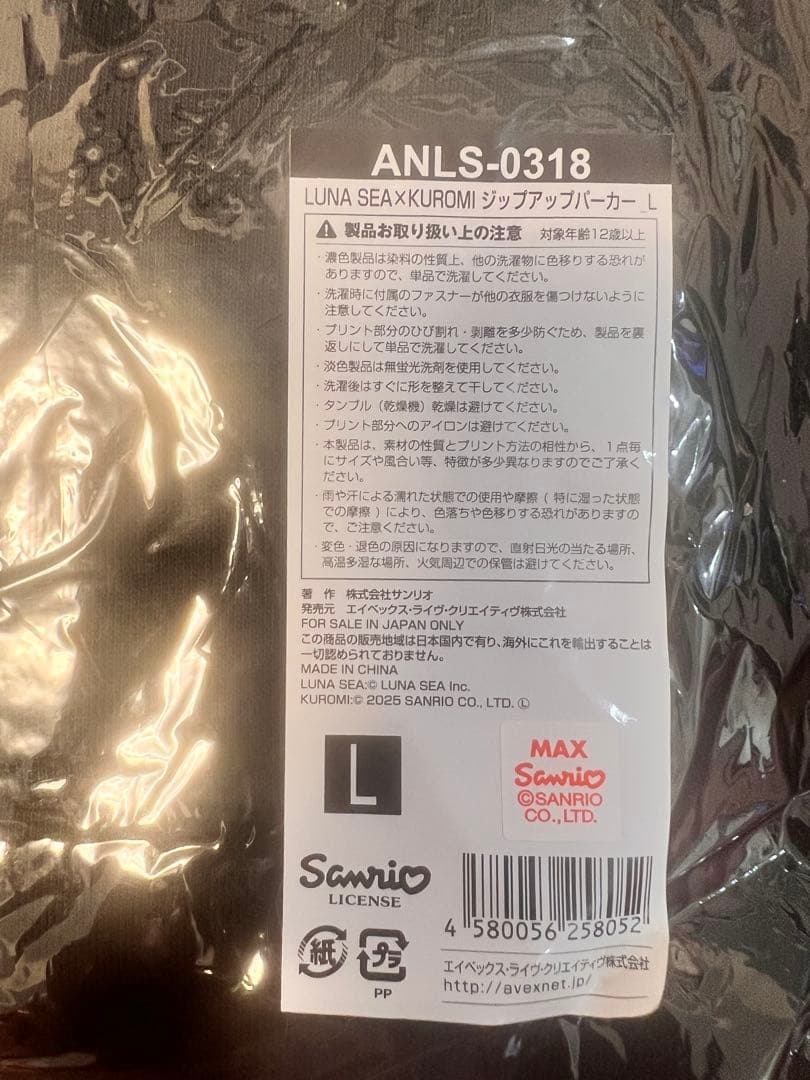 ANLS-0318
LUNA SEA×KUROMI ジップアップパーカー_L
製品お取り扱い上の注意 対象年齢12歳以上
・濃色製品は染料の性質上、他の洗濯物に色移りする恐れが
ありますので、単品で洗濯してください。
・洗濯時に付属のファスナーが他の衣服を傷つけないように
注意してください。
・プリント部分のひび割れ・剥離を多少防ぐため、製品を裏
返しにして単品で洗濯してください。
・淡色製品は無蛍光洗剤を使用してください。
・洗濯後はすぐに形を整えて干してください。
・タンブル（乾燥機）乾燥は避けてください。
・プリント部分へのアイロンは避けてください。
・本製品は、素材の性質とプリント方法の相性から、１点毎
にサイズや風合い等、特徴が多少異なりますのでご了承く
ださい。
・雨や汗による濡れた状態での使用や摩擦（特に湿った状態
での摩擦）により、色落ちや色移りする恐れがありますの
で、ご注意ください。
・変色・退色の原因になりますので、直射日光の当たる場所、
高温多湿な場所、火気周辺での保管は避けてください。
著 作 株式会社サンリオ
発売元 エイベックス・ライヴ・クリエイティヴ株式会社
FOR SALE IN JAPAN ONLY
この商品の販売地域は日本国内で有り、海外にこれを輸出することは
一切認められておりません。
MADE IN CHINA
LUNA SEA:© LUNA SEA Inc.
KUROMI:© 2025 SANRIO CO., LTD. Ⓛ
L
MAX
Sanrio
©SANRIO
CO.,LTD.
Sanrio
LICENSE
4 580056 258052
紙
プラ
PP
エイベックス・ライヴ・クリエイティヴ株式会社
http://avexnet.jp/